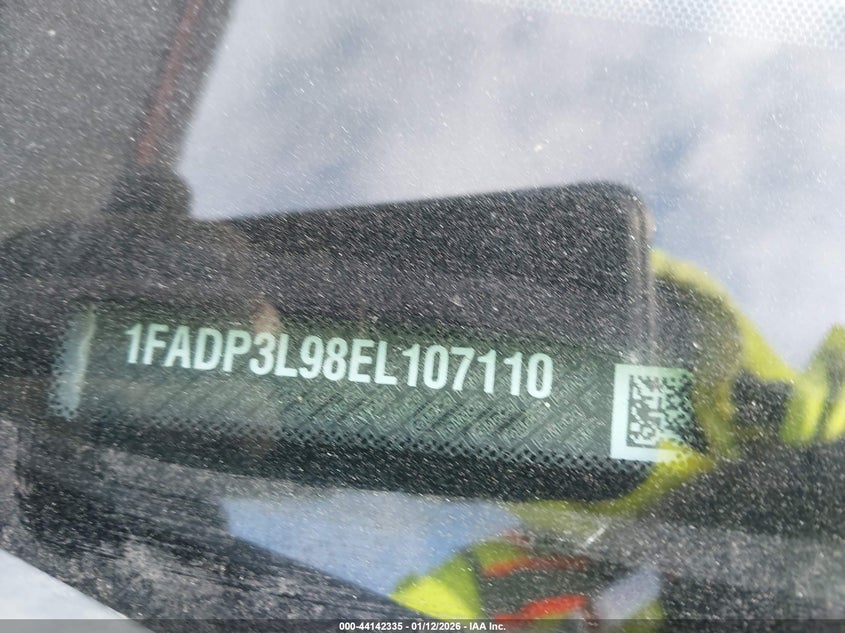 1FADP3L98EL107110
000-44142335 - 01/12/2026 - IAA Inc.